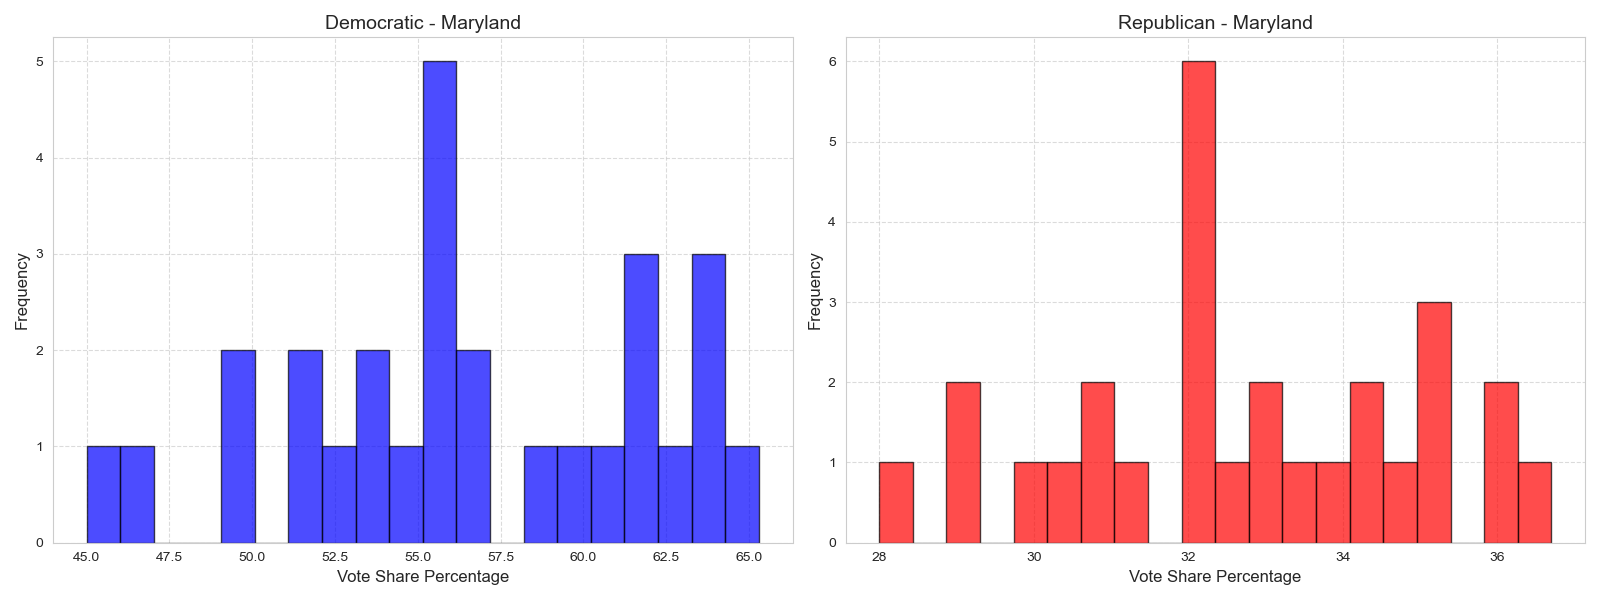 Democratic - Maryland
Frequency
5
4
3
2
1
0
45.0 47.5 50.0 52.5 55.0 57.5 60.0 62.5 65.0
Vote Share Percentage
Republican - Maryland
Frequency
6
5
4
3
2
1
0
28 30 32 34 36
Vote Share Percentage